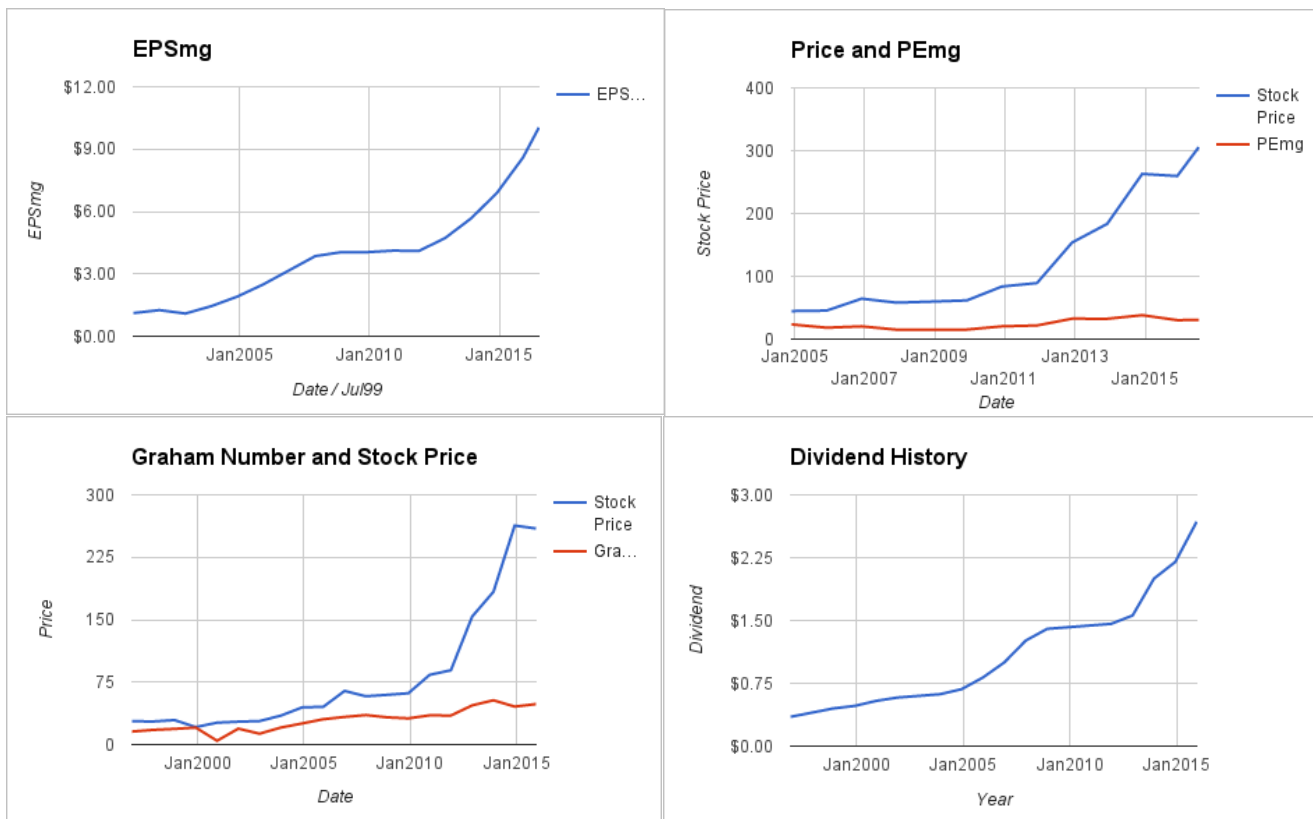 EPSmg
$12.00
$9.00
$6.00
$3.00
$0.00
EPSmg
EPS...
Jan2005
Jan2010
Jan2015
Date / Jul99
Price and PEmg
400
300
200
100
0
Stock Price
Stock
Price
PEmg
Jan2005
Jan2009
Jan2013
Jan2007
Jan2011
Jan2015
Date
Graham Number and Stock Price
300
225
150
75
0
Price
Stock
Price
Gra...
Jan2000
Jan2005
Jan2010
Jan2015
Date
Dividend History
$3.00
$2.25
$1.50
$0.75
$0.00
Dividend
Jan2000
Jan2005
Jan2010
Jan2015
Year